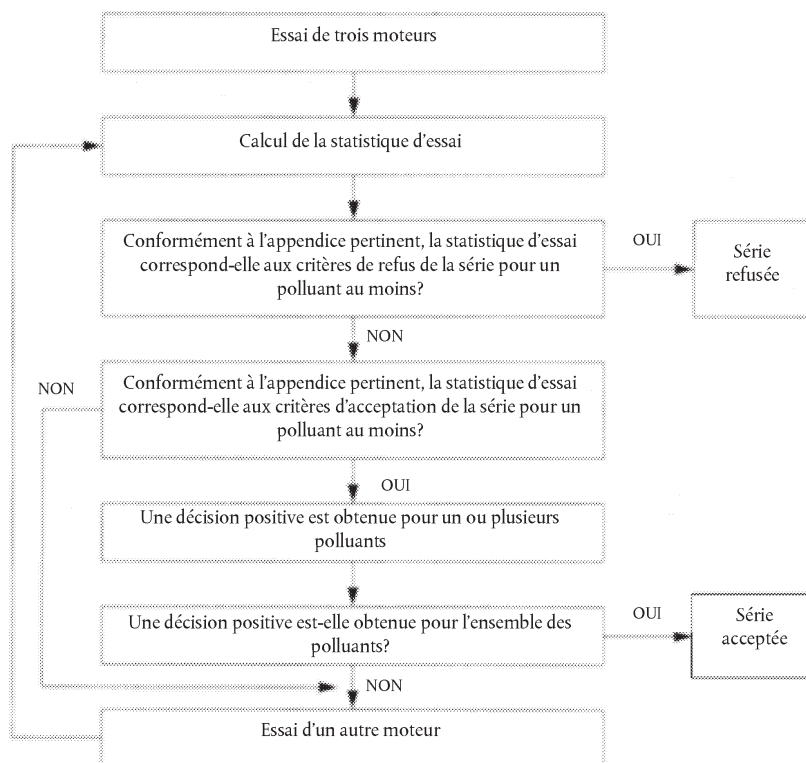 Essai de trois moteurs
Calcul de la statistique d'essai
Conformément à l'appendice pertinent, la statistique d'essai
correspond-elle aux critères de refus de la série pour un
polluant au moins?
OUI
Série
refusée
NON
NON
Conformément à l'appendice pertinent, la statistique d'essai
correspond-elle aux critères d'acceptation de la série pour un
polluant au moins?
OUI
Une décision positive est obtenue pour un ou plusieurs
polluants
Une décision positive est-elle obtenue pour l'ensemble des
polluants?
OUI
Série
acceptée
NON
Essai d'un autre moteur